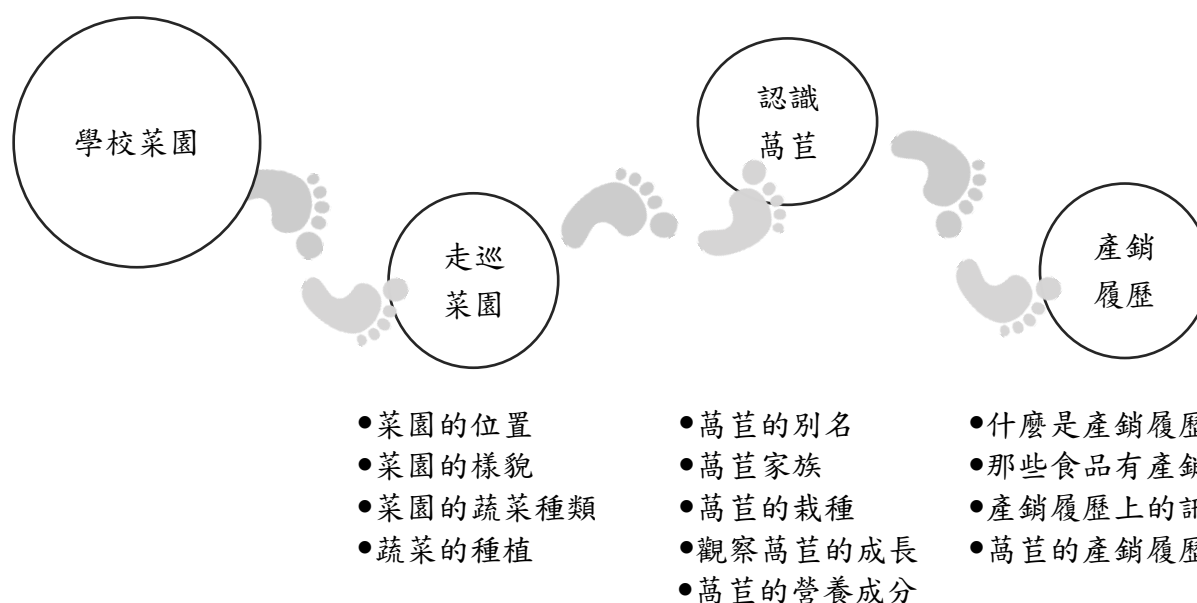 學校菜園
走巡
菜園
認識
萵苣
產銷
履歷
●菜園的位置
●菜園的樣貌
●菜園的蔬菜種類
●蔬菜的種植
●萵苣的別名
●萵苣家族
●萵苣的栽種
●觀察萵苣的成長
●萵苣的營養成分
●什麼是產銷履歷
●那些食品有產銷
●產銷履歷上的訊
●萵苣的產銷履歷